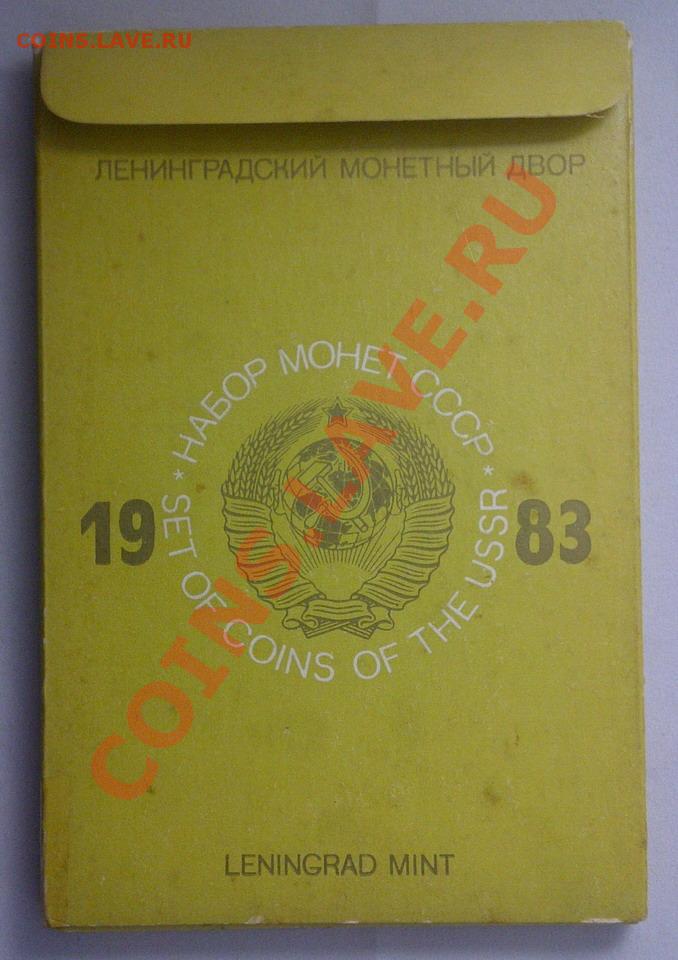 COINS.LAVE.RU
ЛЕНИНГРАДСКИЙ МОНЕТНЫЙ ДВОР
* НАБОР МОНЕТ СССР *
19 83
SET OF COINS OF THE USSR
COINS.LAVE.RU
LENINGRAD MINT